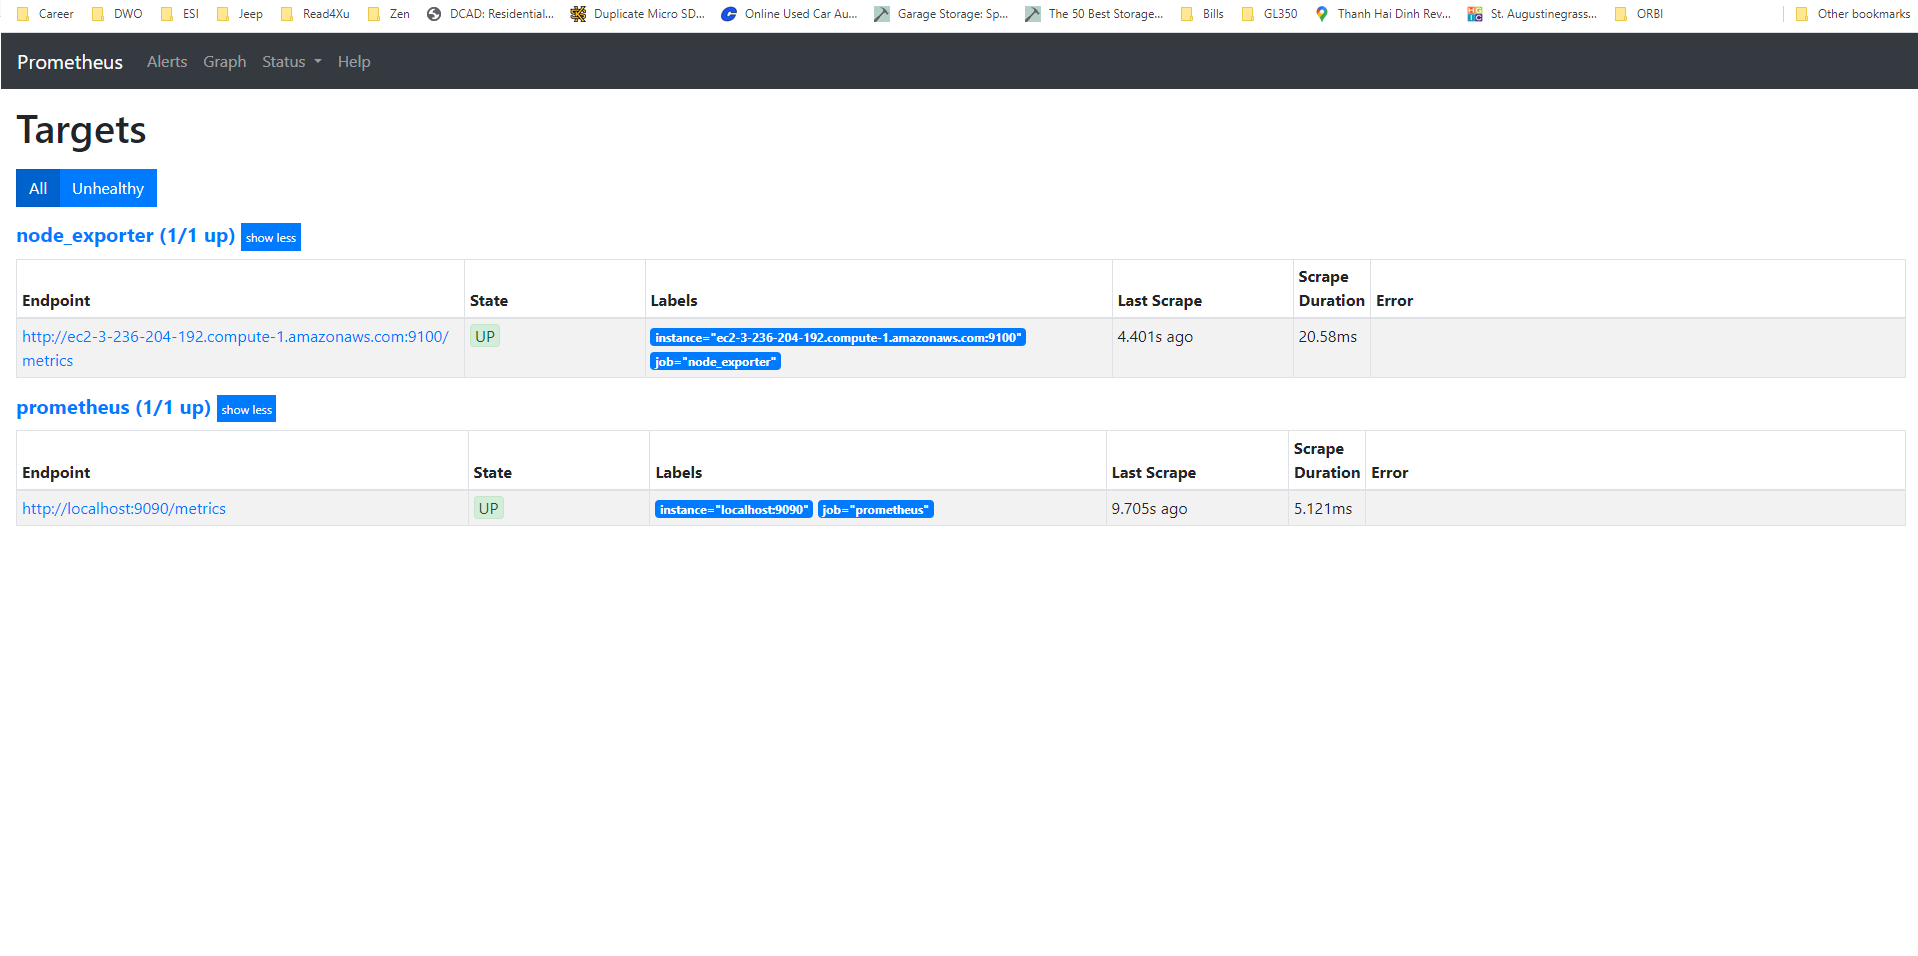 Career DWO ESI Jeep Read4Xu Zen DCAD: Residential... Duplicate Micro SD... Online Used Car Au... Garage Storage: Sp... The 50 Best Storage... Bills GL350 Thanh Hai Dinh Rev... St. Augustinegrass... ORBI Other bookmarks
Prometheus Alerts Graph Status Help
Targets
All Unhealthy
node_exporter (1/1 up) show less
Endpoint State Labels Last Scrape Scrape Duration Error
http://ec2-3-236-204-192.compute-1.amazonaws.com:9100/ UP instance="ec2-3-236-204-192.compute-1.amazonaws.com:9100" 4.401s ago 20.58ms
metrics job="node_exporter"
prometheus (1/1 up) show less
Endpoint State Labels Last Scrape Scrape Duration Error
http://localhost:9090/metrics UP instance="localhost:9090" job="prometheus" 9.705s ago 5.121ms